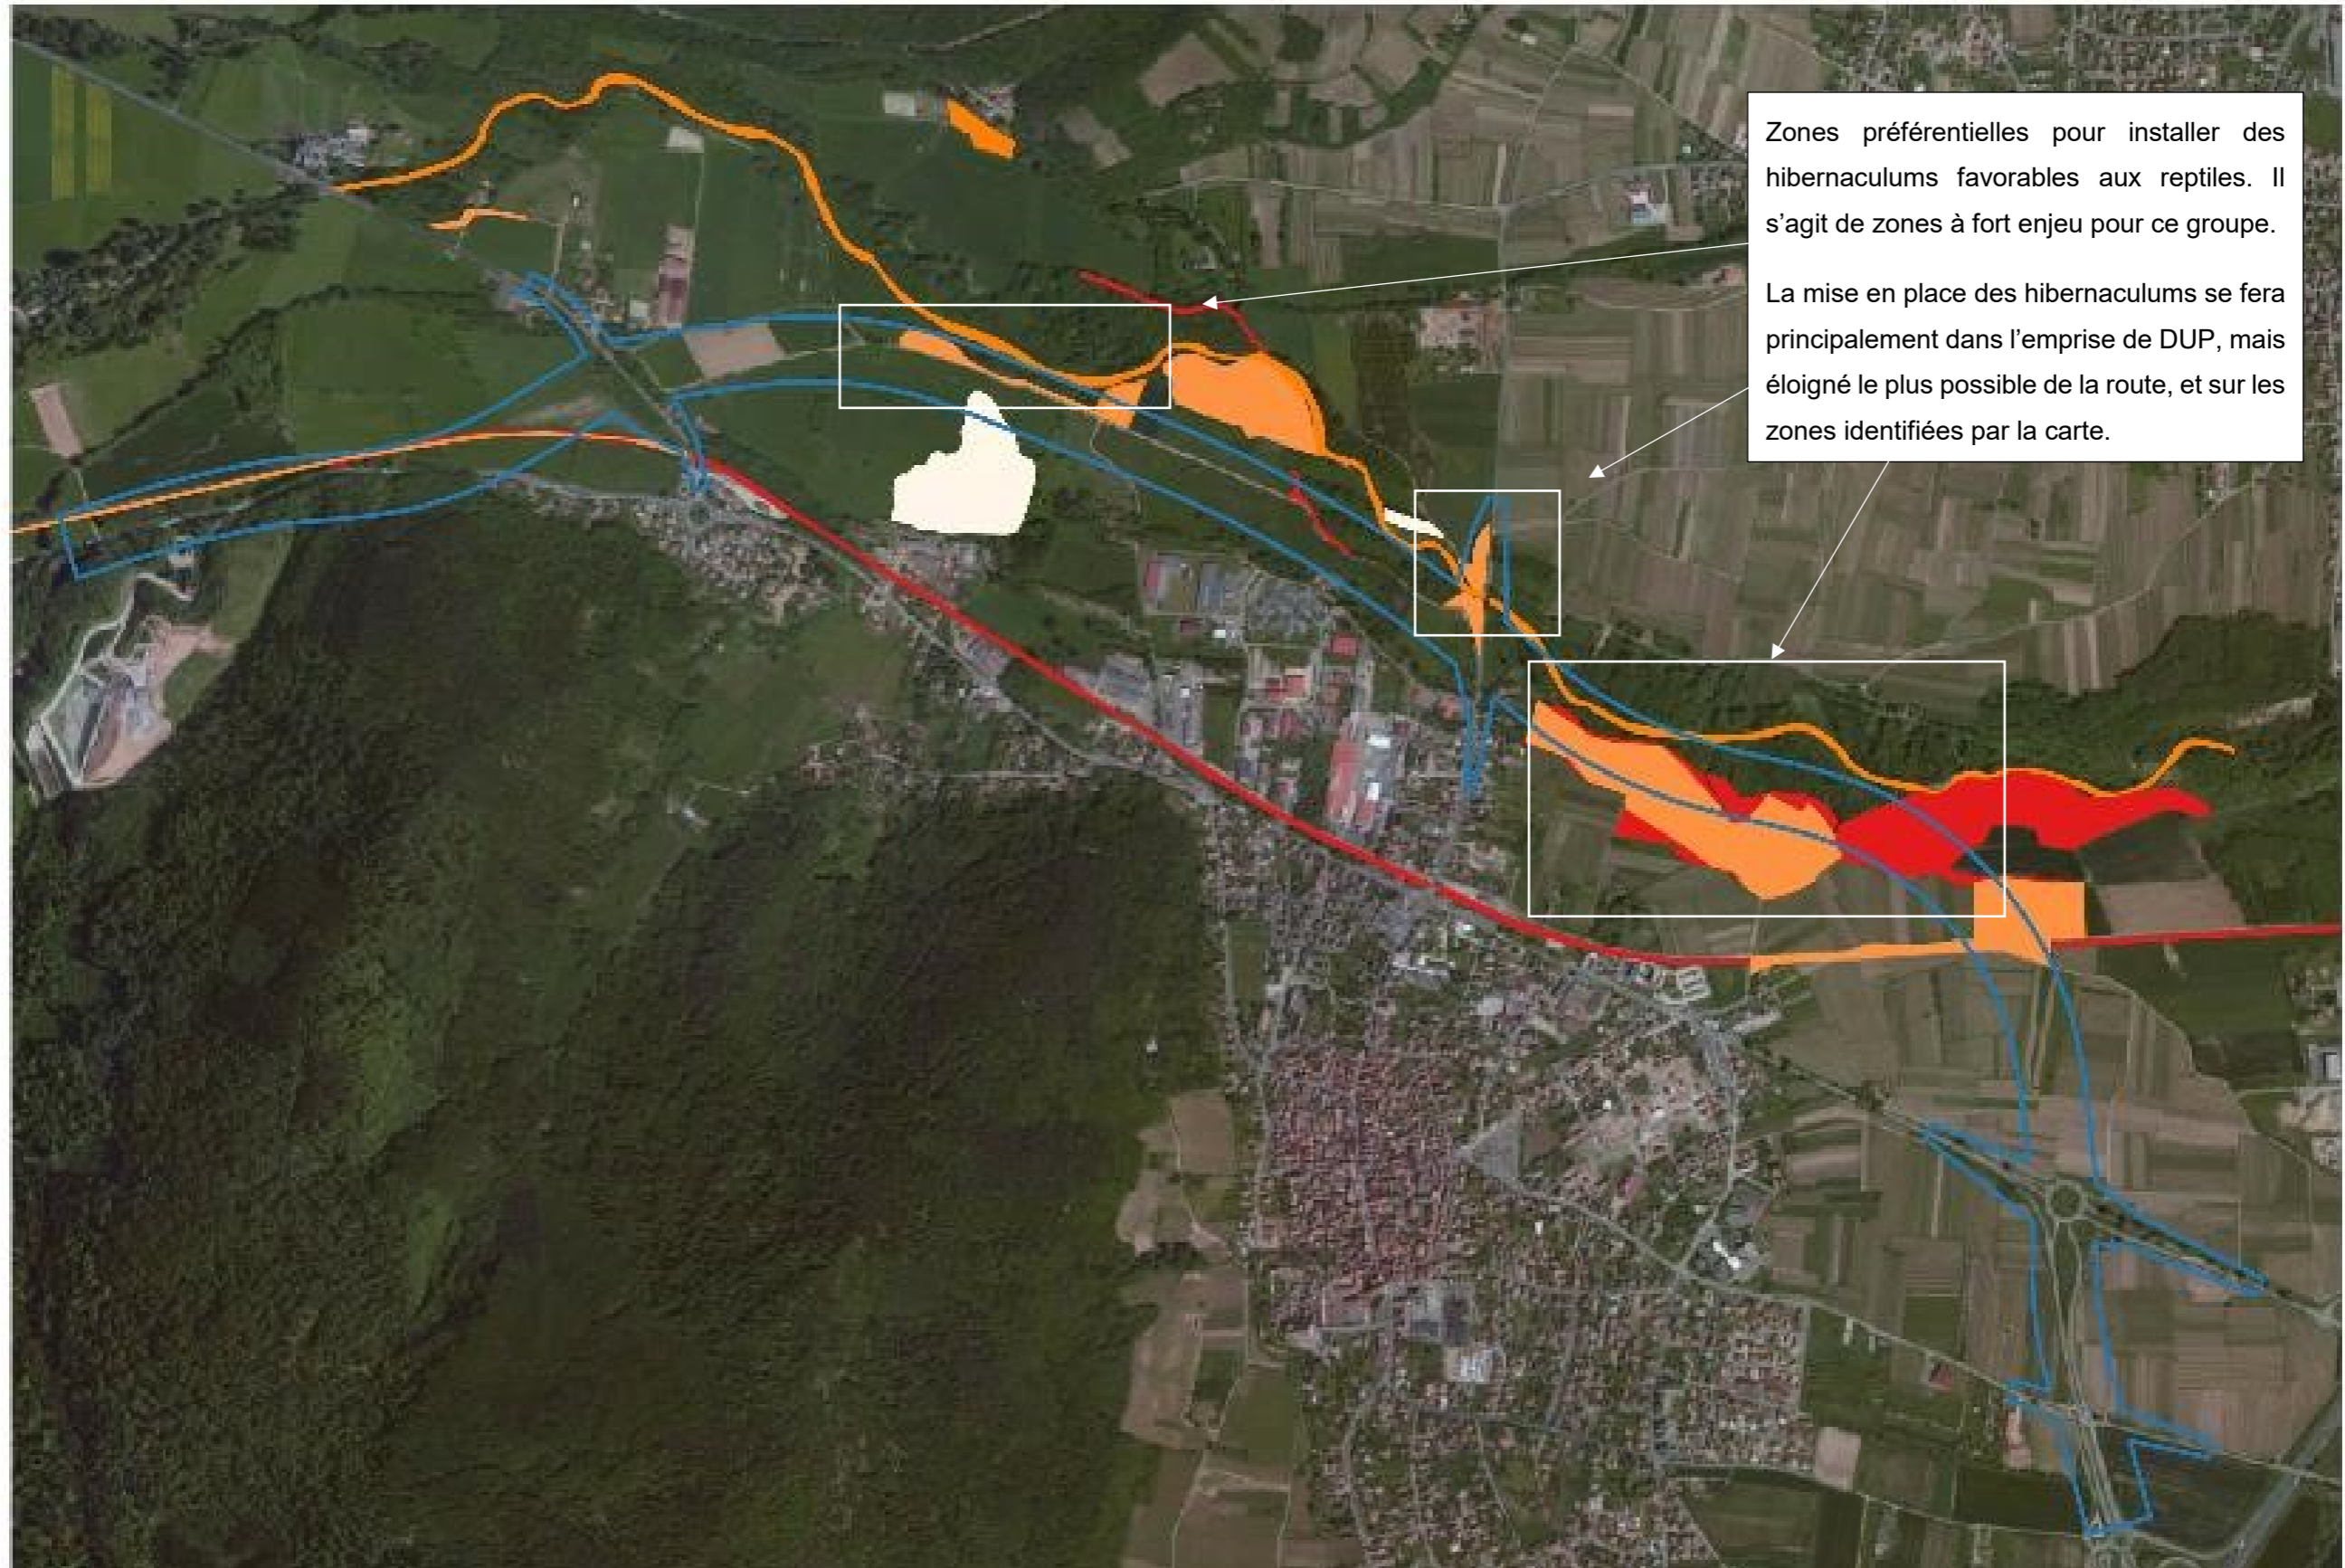 Zones préférentielles pour installer des
hibernaculums favorables aux reptiles. Il
s’agit de zones à fort enjeu pour ce groupe.
La mise en place des hibernaculums se fera
principalement dans l’emprise de DUP, mais
éloigné le plus possible de la route, et sur les
zones identifiées par la carte.